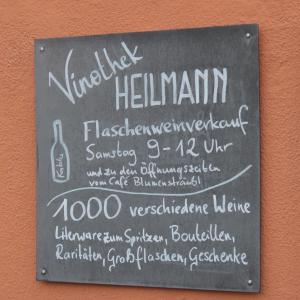 Vinothek
HEILMANN
Flaschenweinverkauf
Samstag 9-12 Uhr
und zu den Öffnungszeiten
vom Café Blumensträußl
1000 verschiedene Weine
Literware zum Spritzen, Bouteillen,
Raritäten, Großflaschen, Geschenke